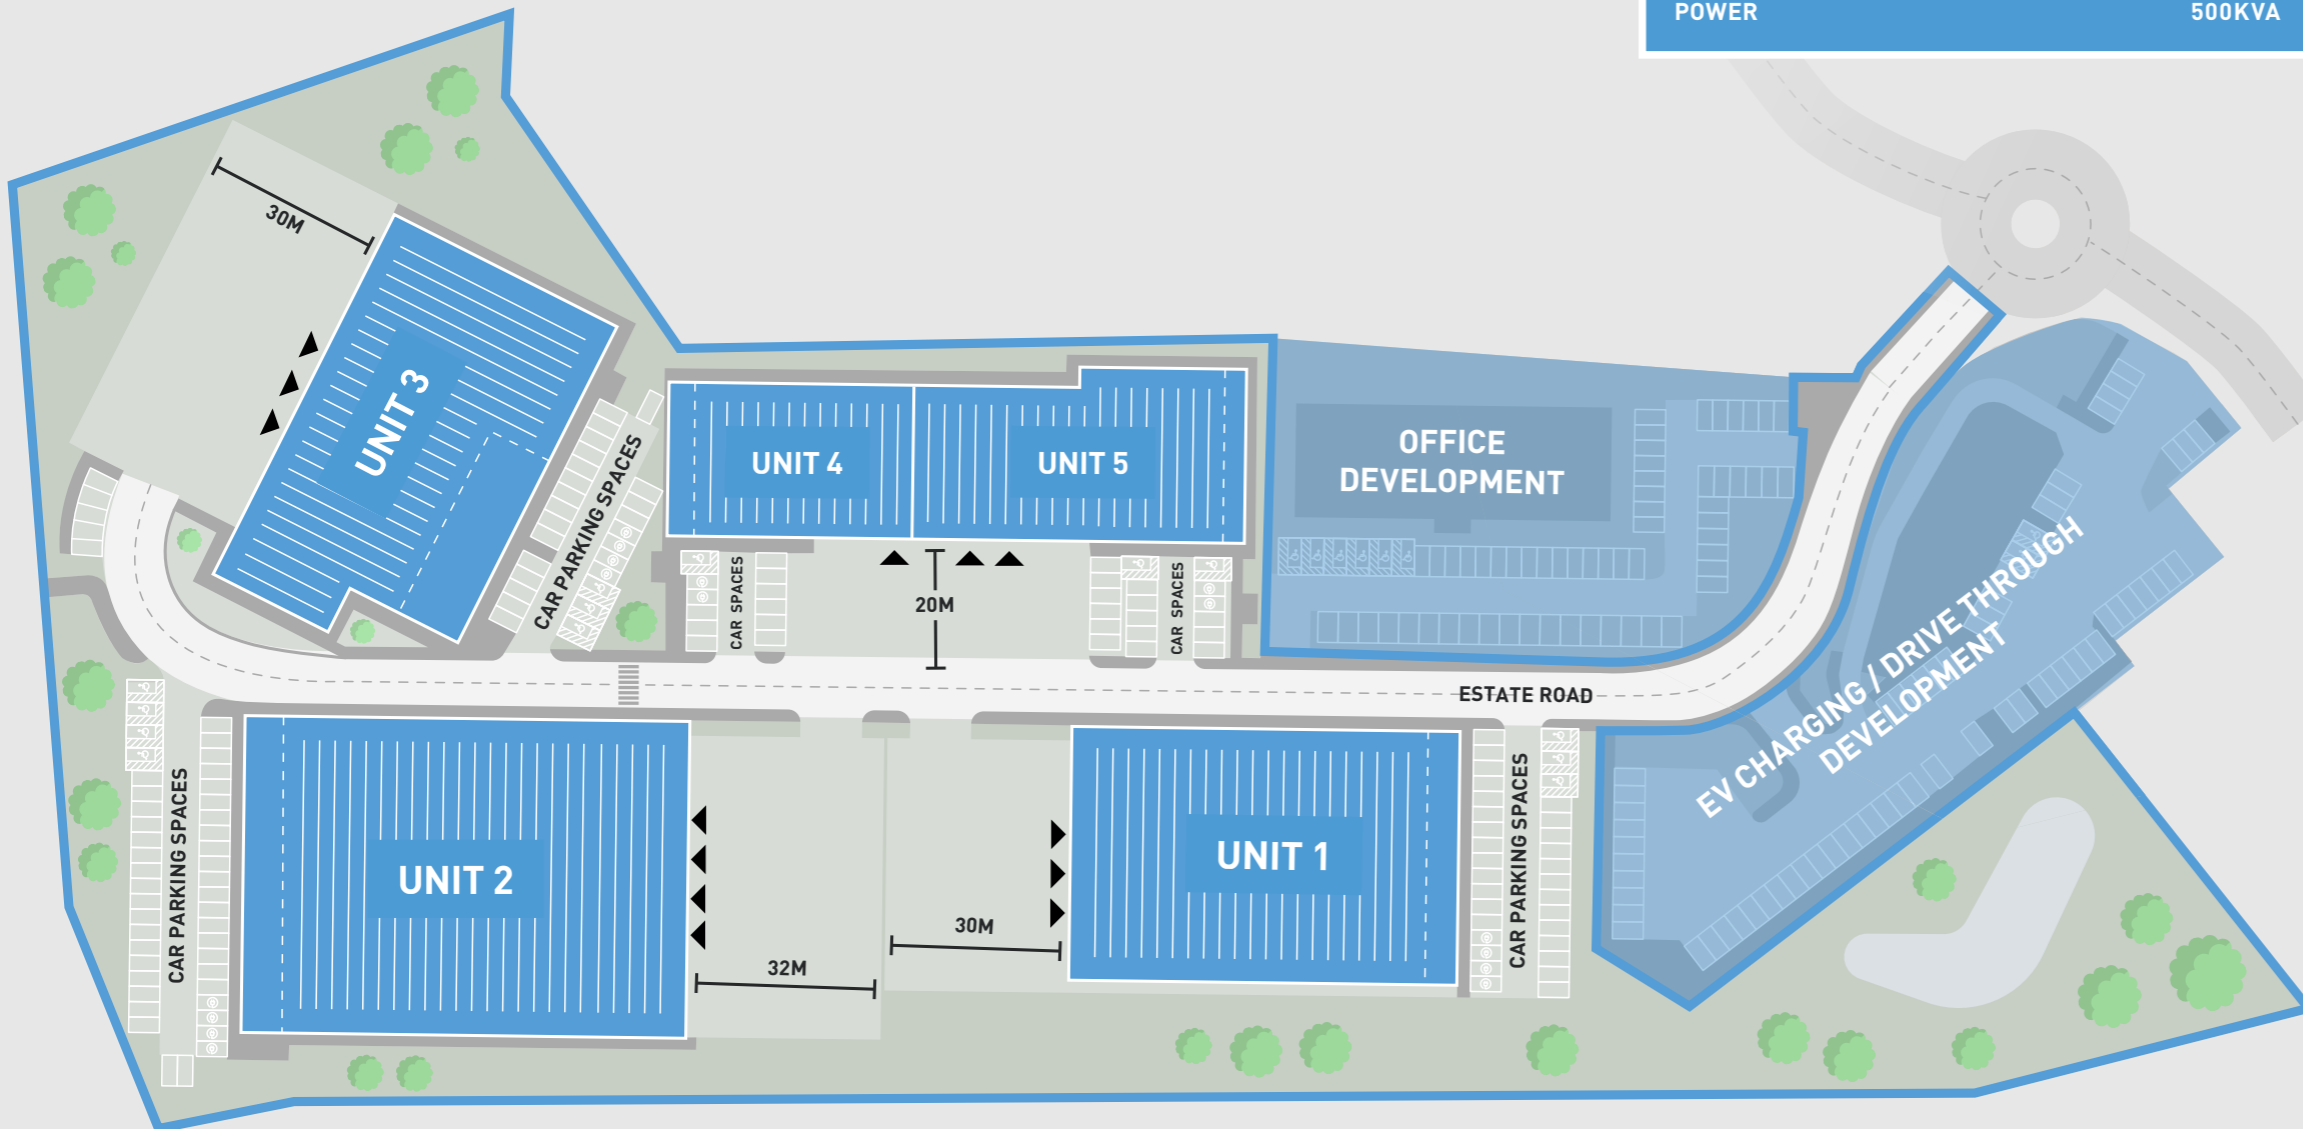 POWER 500KVA
30M
UNIT 3
CAR PARKING SPACES
UNIT 4
UNIT 5
OFFICE
DEVELOPMENT
CAR SPACES
20M
CAR SPACES
ESTATE ROAD
EV CHARGING / DRIVE THROUGH
DEVELOPMENT
CAR PARKING SPACES
UNIT 2
32M
30M
UNIT 1
CAR PARKING SPACES